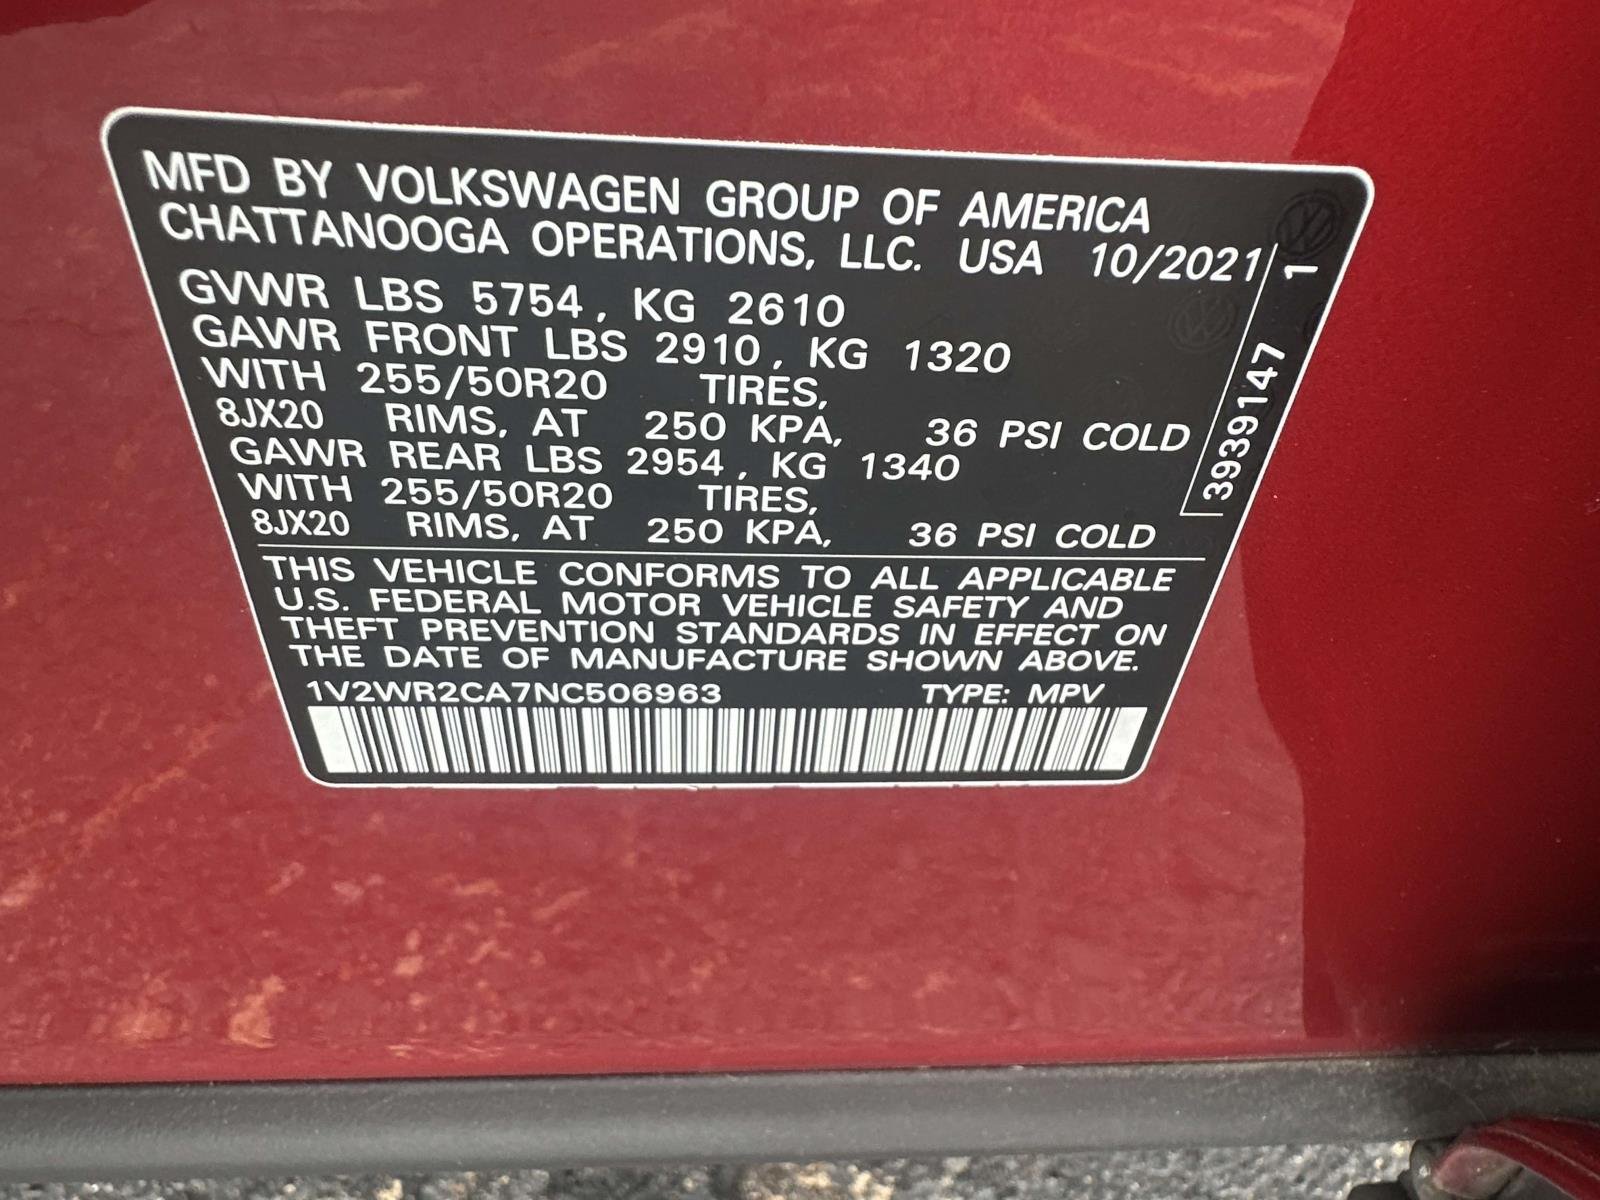 MFD BY VOLKSWAGEN GROUP OF AMERICA
CHATTANOOGA OPERATIONS, LLC. USA 10/2021
GVWR LBS 5754, KG 2610
GAWR FRONT LBS 2910, KG 1320
WITH 255/50R20 TIRES,
8JX20 RIMS, AT 250 KPA, 36 PSI COLD
GAWR REAR LBS 2954, KG 1340
WITH 255/50R20 TIRES,
8JX20 RIMS, AT 250 KPA, 36 PSI COLD
3939147 1
THIS VEHICLE CONFORMS TO ALL APPLICABLE
U.S. FEDERAL MOTOR VEHICLE SAFETY AND
THEFT PREVENTION STANDARDS IN EFFECT ON
THE DATE OF MANUFACTURE SHOWN ABOVE.
1V2WR2CA7NC506963 TYPE: MPV